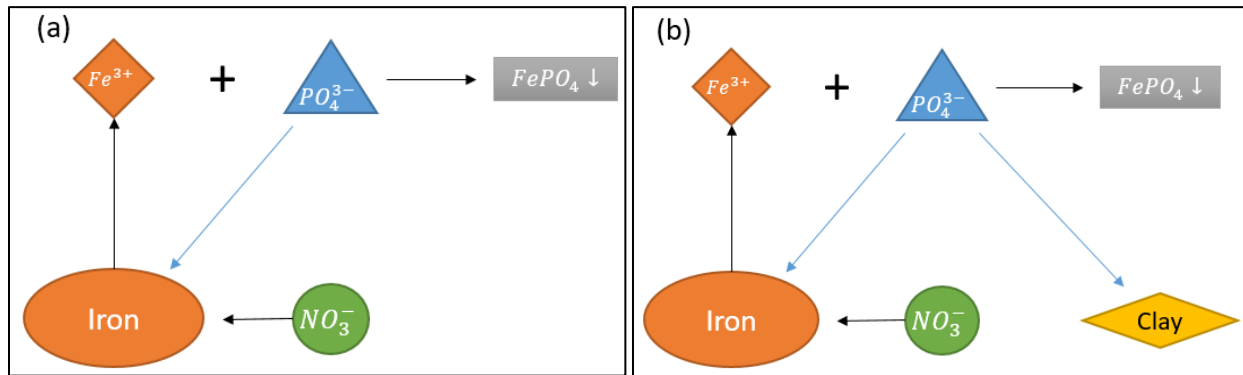 (a)
Fe³⁺ + PO₄³⁻ FePO₄ ↓
Iron NO₃⁻
(b)
Fe³⁺ + PO₄³⁻ FePO₄ ↓
Iron NO₃⁻ Clay